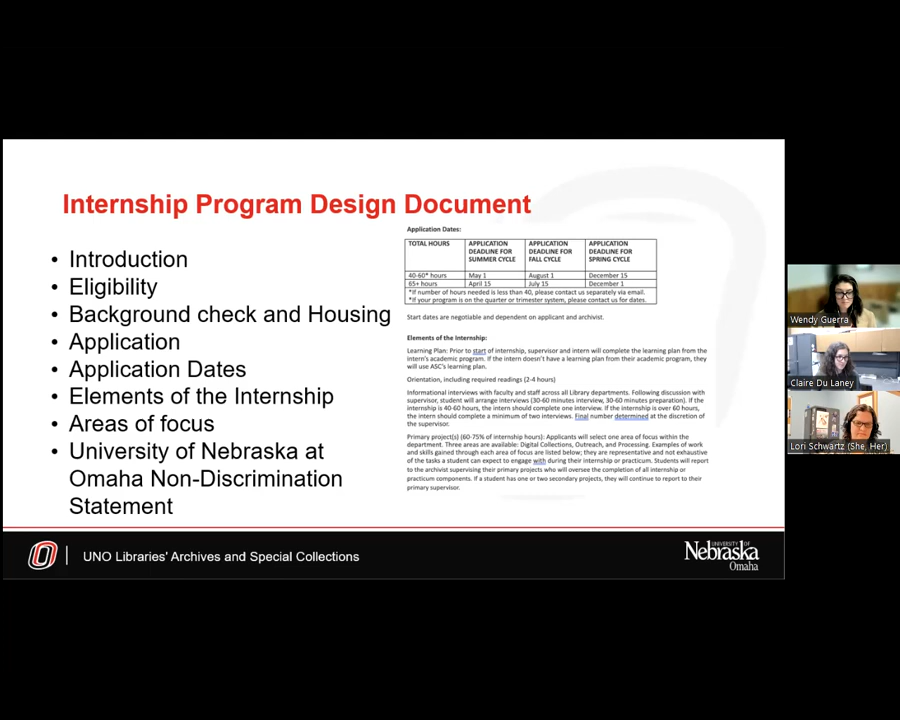 Internship Program Design Document
• Introduction
• Eligibility
• Background check and Housing
• Application
• Application Dates
• Elements of the Internship
• Areas of focus
• University of Nebraska at
Omaha Non-Discrimination
Statement
Application Dates:
TOTAL HOURS | APPLICATION DEADLINE FOR SUMMER CYCLE | APPLICATION DEADLINE FOR FALL CYCLE | APPLICATION DEADLINE FOR SPRING CYCLE
40-60* hours | May 1 | August 1 | December 15
65+ hours | April 15 | July 15 | December 1
*If number of hours needed is less than 40, please contact us separately via email.
*If your program is on the quarter or trimester system, please contact us for dates.
Start dates are negotiable and dependent on applicant and archivist.
Elements of the Internship:
Learning Plan: Prior to start of internship, supervisor and intern will complete the learning plan from the
intern's academic program. If the intern doesn't have a learning plan from their academic program, they
will use ASC's learning plan.
Orientation, including required readings (2-4 hours)
Informational interviews with faculty and staff across all Library departments. Following discussion with
supervisor, student will arrange interviews (30-60 minutes interview, 30-60 minutes preparation). If the
internship is 40-60 hours, the intern should complete one interview. If the internship is over 60 hours,
the intern should complete a minimum of two interviews. Final number determined at the discretion of
the supervisor.
Primary project(s) (60-75% of internship hours): Applicants will select one area of focus within the
department. Three areas are available: Digital Collections, Outreach, and Processing. Examples of work
and skills gained through each area of focus are listed below; they are representative and not exhaustive
of the tasks a student can expect to engage with during their internship or practicum. Students will report
to the archivist supervising their primary projects who will oversee the completion of all internship or
practicum components. If a student has one or two secondary projects, they will continue to report to their
primary supervisor.
UNO Libraries' Archives and Special Collections
UNIVERSITY OF
Nebraska
Omaha
Wendy Guerra
Claire Du Laney
Lori Schwartz (She, Her)